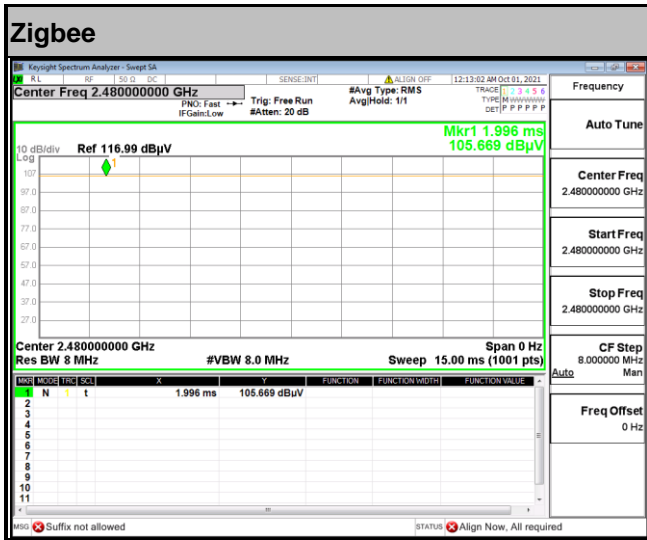 Zigbee
Keysight Spectrum Analyzer - Swept SA
RL RF 50 Ω DC SENSE:INT ALIGN OFF 12:13:02 AM Oct 01, 2021
Center Freq 2.480000000 GHz
PNO: Fast
IFGain:Low
Trig: Free Run
#Atten: 20 dB
#Avg Type: RMS
Avg|Hold: 1/1
TRACE 1 2 3 4 5 6
TYPE M WWWWW
DET P P P P P P
Mkr1 1.996 ms
105.669 dBµV
10 dB/div Ref 116.99 dBµV
Log
1
107
97.0
87.0
77.0
67.0
57.0
47.0
37.0
27.0
Center 2.480000000 GHz Span 0 Hz
Res BW 8 MHz #VBW 8.0 MHz Sweep 15.00 ms (1001 pts)
MKR MODE TRC SCL X Y FUNCTION FUNCTION WIDTH FUNCTION VALUE
1 N 1 t 1.996 ms 105.669 dBµV
2
3
4
5
6
7
8
9
10
11
MSG Suffix not allowed STATUS Align Now, All required
Frequency
Auto Tune
Center Freq
2.480000000 GHz
Start Freq
2.480000000 GHz
Stop Freq
2.480000000 GHz
CF Step
8.000000 MHz
Auto Man
Freq Offset
0 Hz